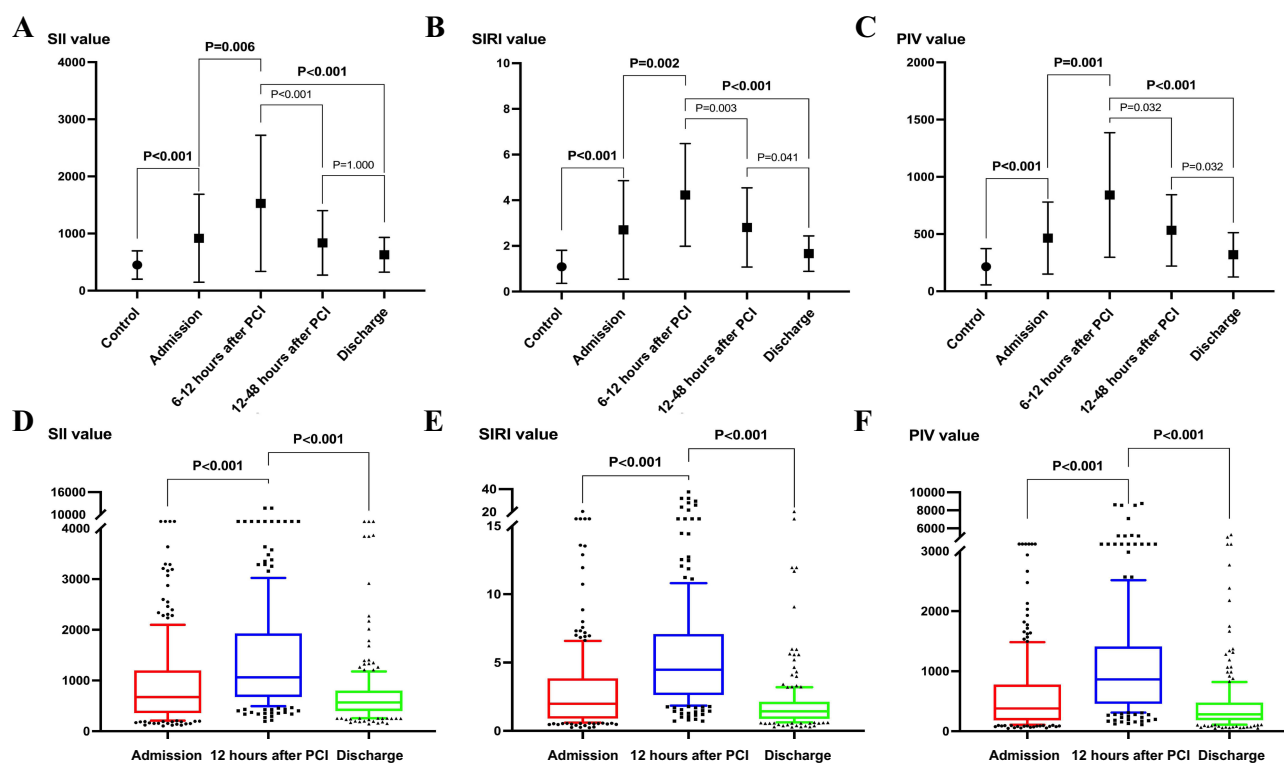 A
SII value
4000
3000
2000
1000
0
P=0.006
P<0.001
P<0.001
P<0.001
P=1.000
Control
Admission
6-12 hours after PCI
12-48 hours after PCI
Discharge
B
SIRI value
10
8
6
4
2
0
P=0.002
P<0.001
P=0.003
P<0.001
P=0.041
Control
Admission
6-12 hours after PCI
12-48 hours after PCI
Discharge
C
PIV value
2000
1500
1000
500
0
P=0.001
P<0.001
P=0.032
P<0.001
P=0.032
Control
Admission
6-12 hours after PCI
12-48 hours after PCI
Discharge
D
SII value
16000
10000
4000
3000
2000
1000
0
P<0.001
P<0.001
Admission
12 hours after PCI
Discharge
E
SIRI value
40
20
15
10
5
0
P<0.001
P<0.001
Admission
12 hours after PCI
Discharge
F
PIV value
10000
8000
6000
3000
2000
1000
0
P<0.001
P<0.001
Admission
12 hours after PCI
Discharge